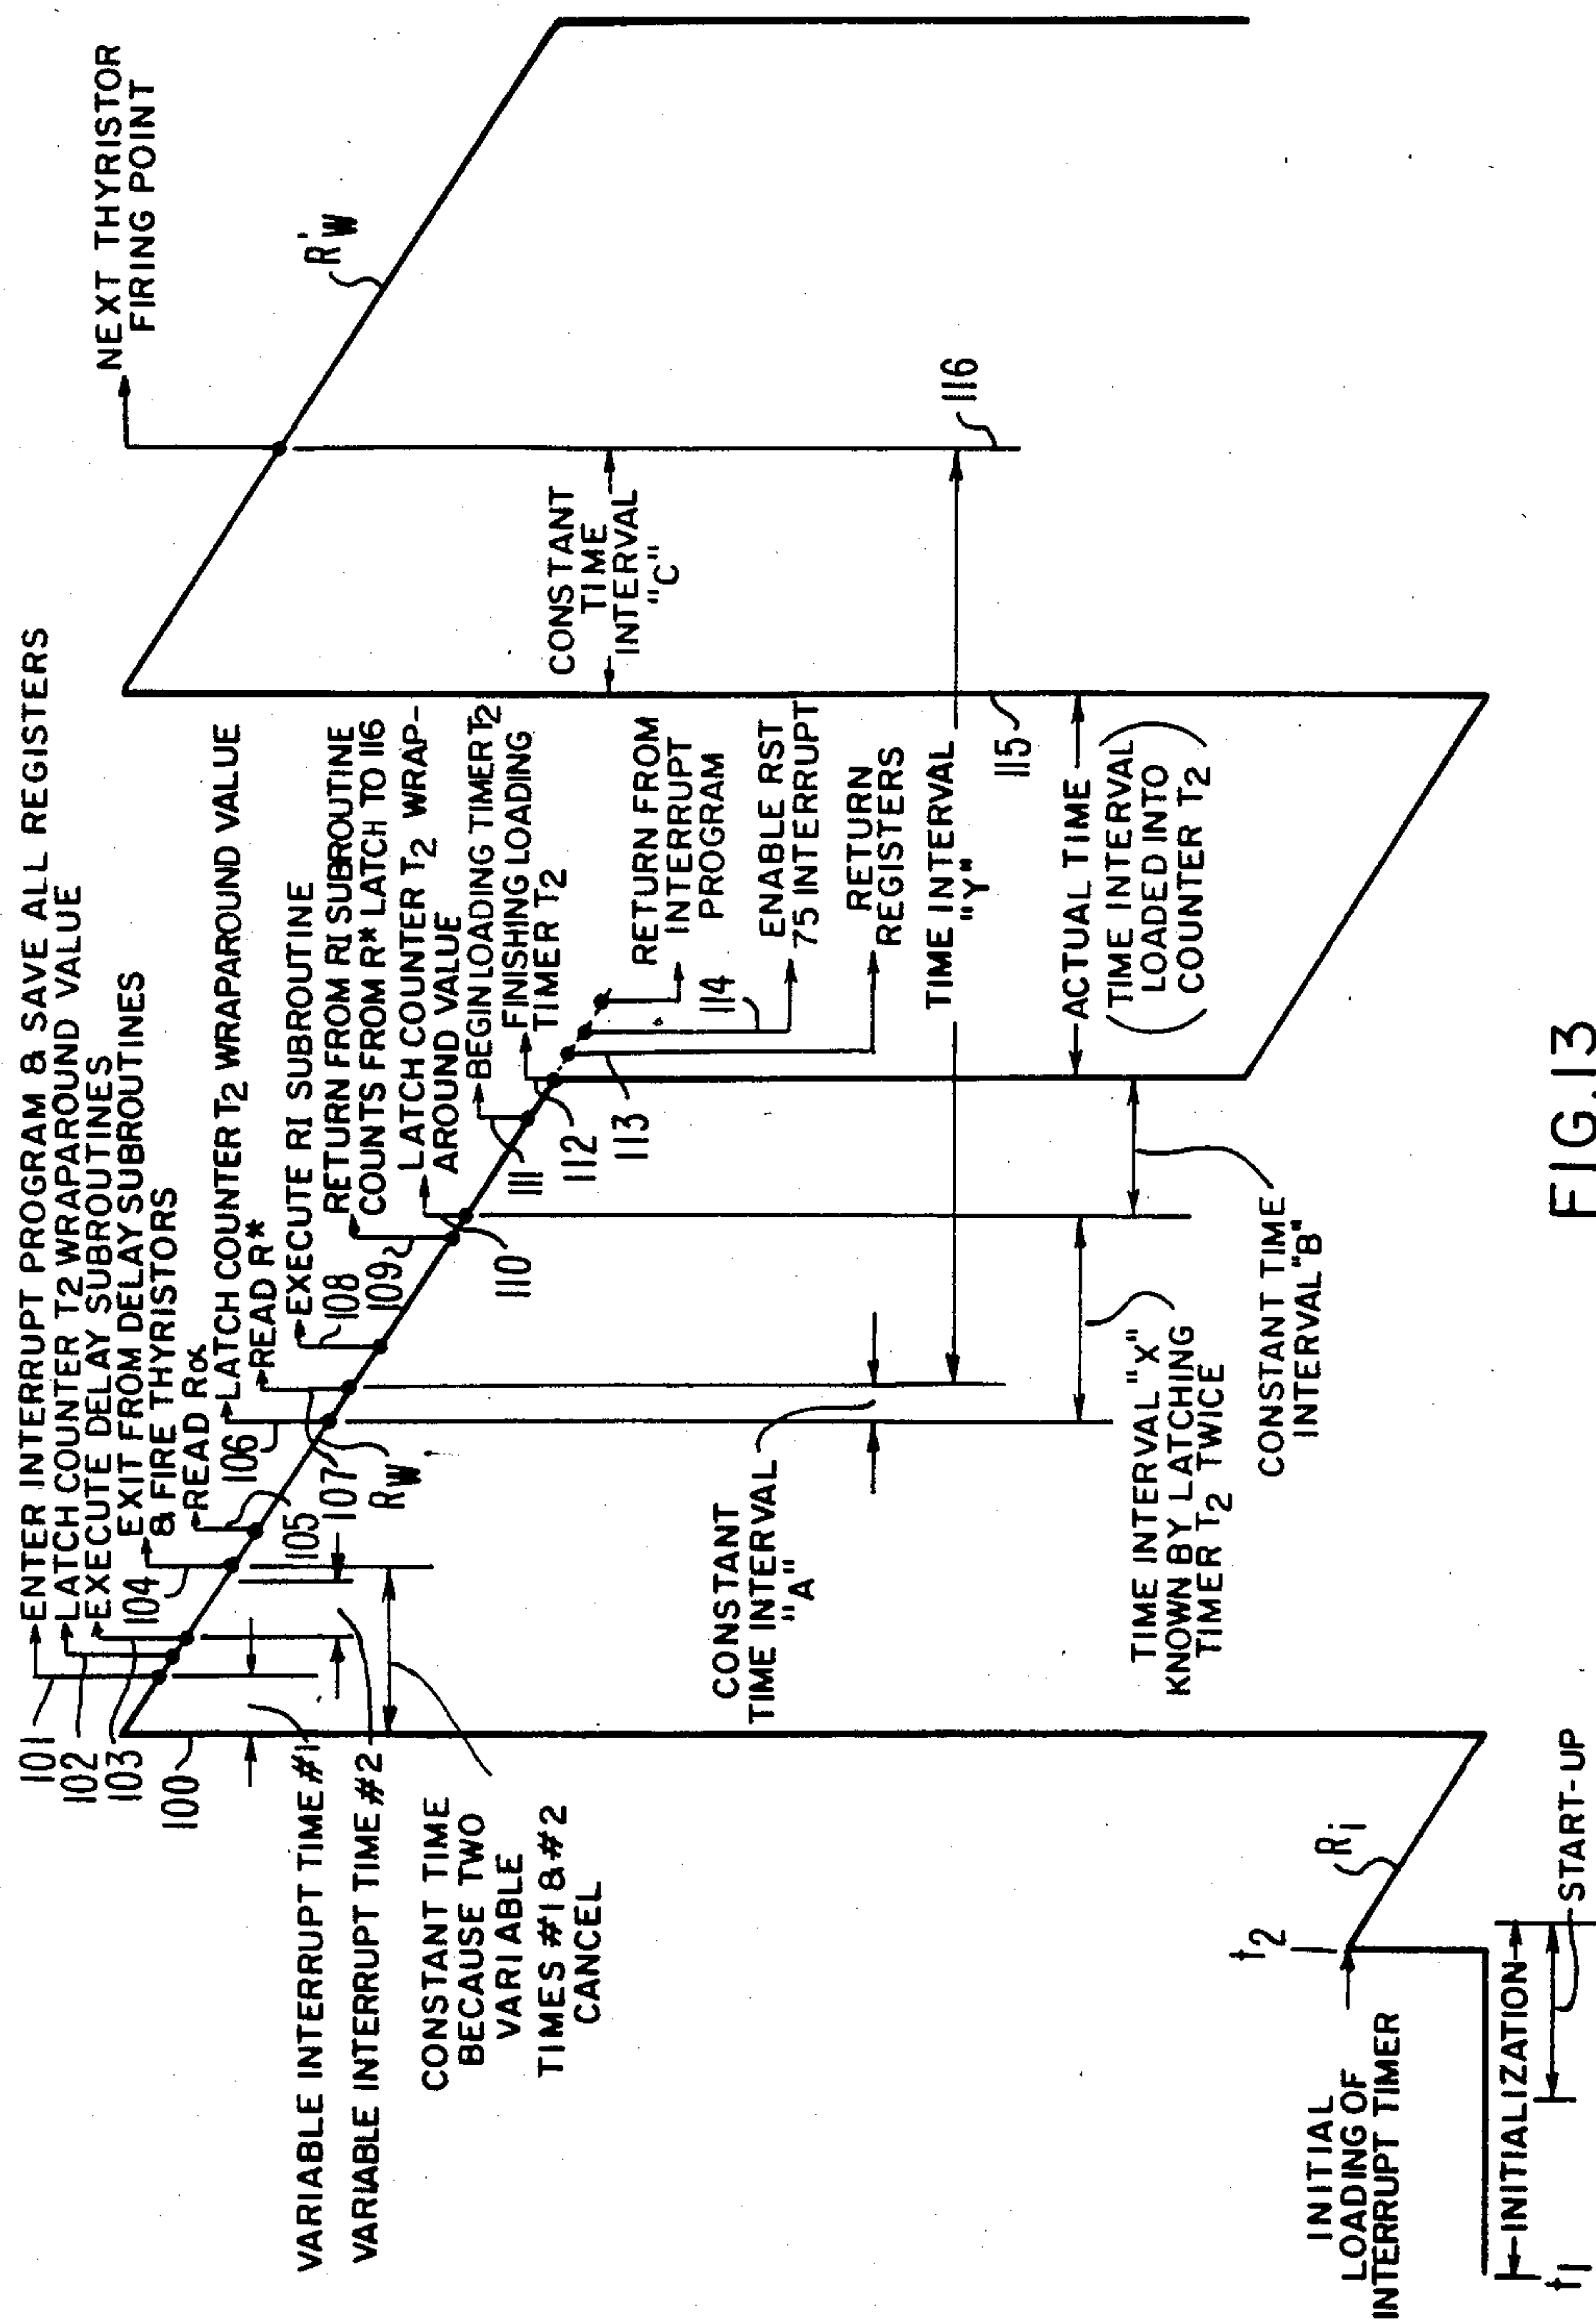 ENTER INTERRUPT PROGRAM & SAVE ALL REGISTERS
LATCH COUNTER T2 WRAPAROUND VALUE
EXECUTE DELAY SUBROUTINES
EXIT FROM DELAY SUBROUTINES
& FIRE THYRISTORS
READ R∝
LATCH COUNTER T2 WRAPAROUND VALUE
READ R*
EXECUTE RI SUBROUTINE
RETURN FROM RI SUBROUTINE
COUNTS FROM R* LATCH TO 116
LATCH COUNTER T2 WRAP-
AROUND VALUE
BEGIN LOADING TIMER T2
FINISHING LOADING
TIMER T2
NEXT THYRISTOR
FIRING POINT
101
102
103
100
104
105
106
107
RW
108
109
110
111
112
113
114
RETURN FROM
INTERRUPT
PROGRAM
ENABLE RST
75 INTERRUPT
RETURN
REGISTERS
R'W
CONSTANT
TIME
INTERVAL
"C"
116
115
TIME INTERVAL
"Y"
ACTUAL TIME
(TIME INTERVAL
LOADED INTO
COUNTER T2)
VARIABLE INTERRUPT TIME #1
VARIABLE INTERRUPT TIME #2
CONSTANT TIME
BECAUSE TWO
VARIABLE
TIMES #1 & #2
CANCEL
CONSTANT
TIME INTERVAL
"A"
TIME INTERVAL "X"
KNOWN BY LATCHING
TIMER T2 TWICE
CONSTANT TIME
INTERVAL "B"
t2
Ri
INITIAL
LOADING OF
INTERRUPT TIMER
INITIALIZATION
t1
START-UP
FIG.13